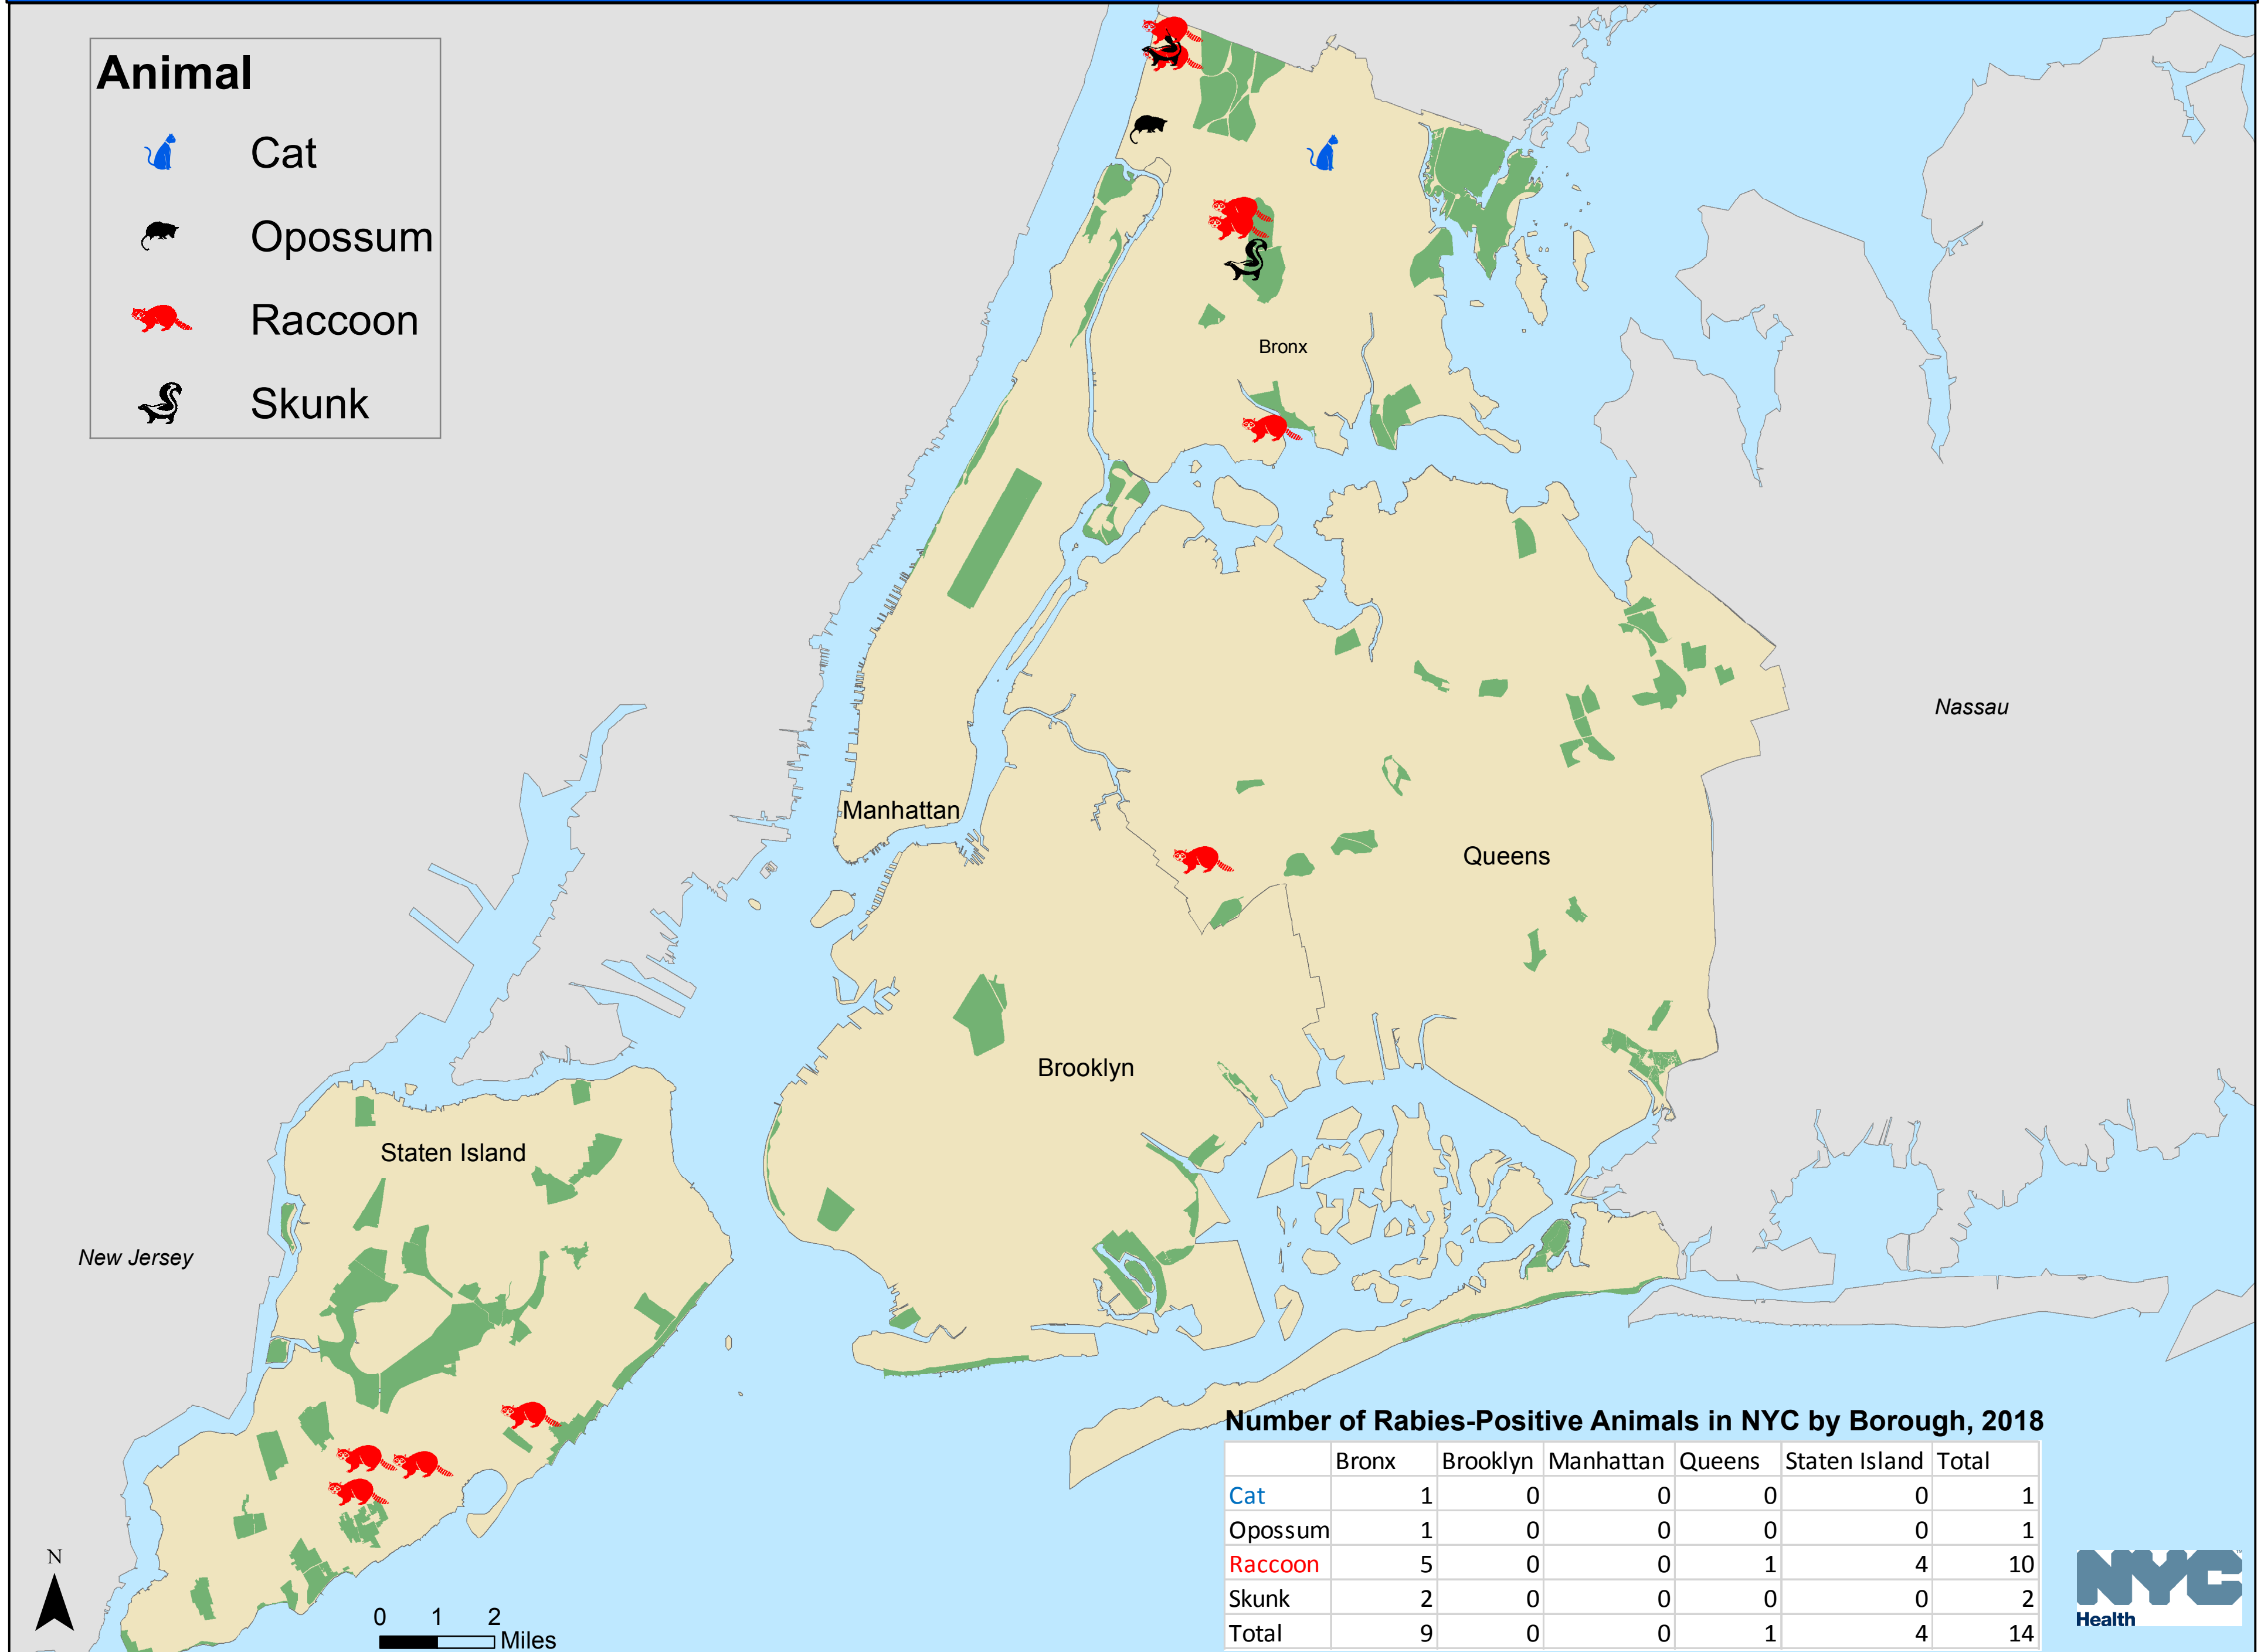 Animal
Cat
Opossum
Raccoon
Skunk
Bronx
Manhattan
Queens
Nassau
Brooklyn
Staten Island
New Jersey
N
0 1 2
Miles
Number of Rabies-Positive Animals in NYC by Borough, 2018
Bronx Brooklyn Manhattan Queens Staten Island Total
Cat 1 0 0 0 0 1
Opossum 1 0 0 0 0 1
Raccoon 5 0 0 1 4 10
Skunk 2 0 0 0 0 2
Total 9 0 0 1 4 14
NYC
Health